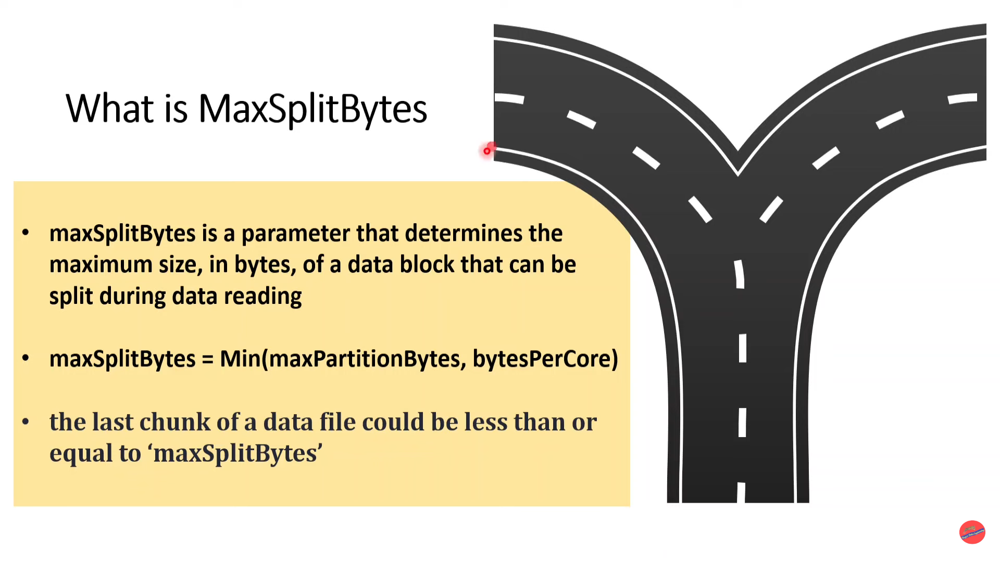 What is MaxSplitBytes
• maxSplitBytes is a parameter that determines the
maximum size, in bytes, of a data block that can be
split during data reading
• maxSplitBytes = Min(maxPartitionBytes, bytesPerCore)
• the last chunk of a data file could be less than or
equal to ‘maxSplitBytes’